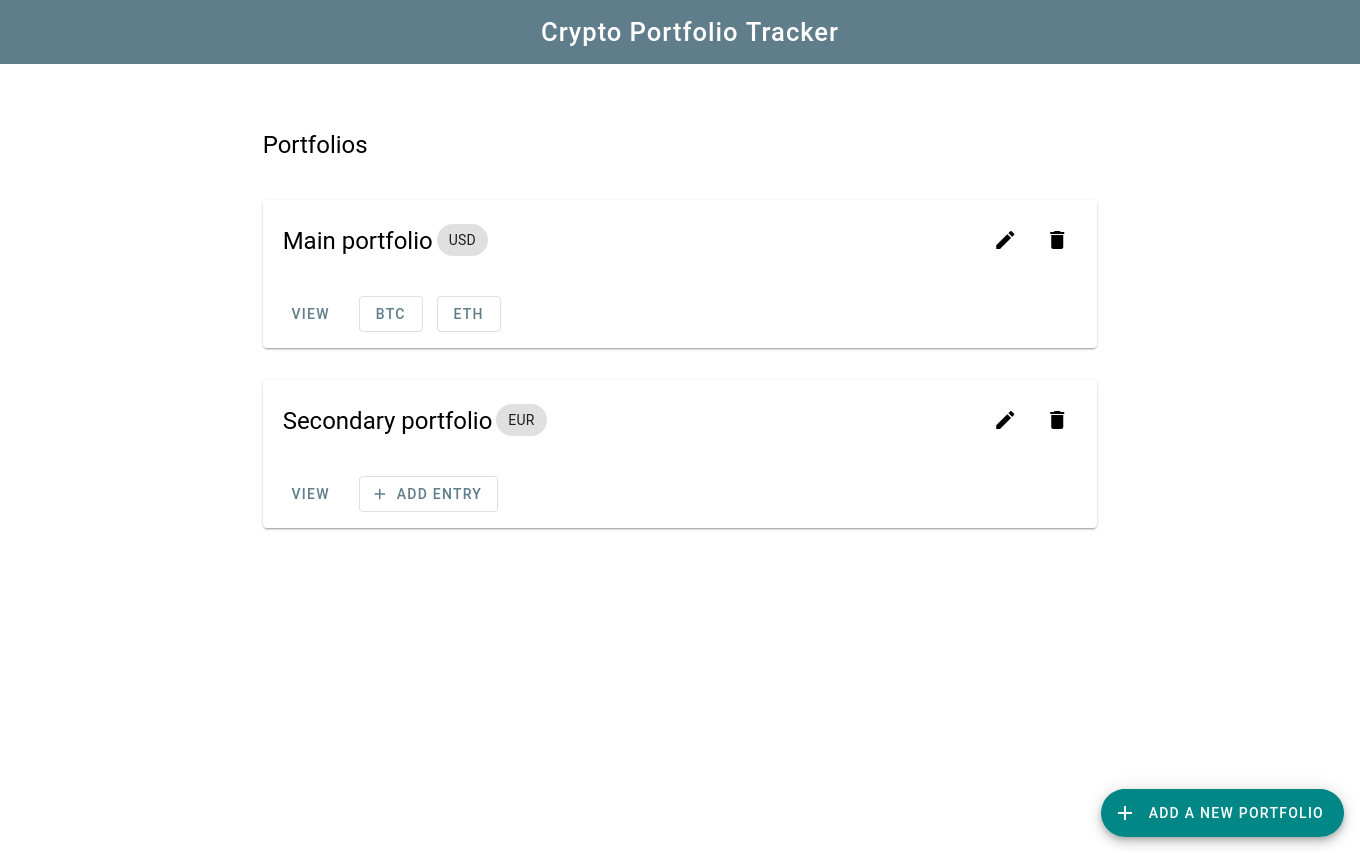 Crypto Portfolio Tracker
Portfolios
Main portfolio USD
VIEW BTC ETH
Secondary portfolio EUR
VIEW ADD ENTRY
ADD A NEW PORTFOLIO